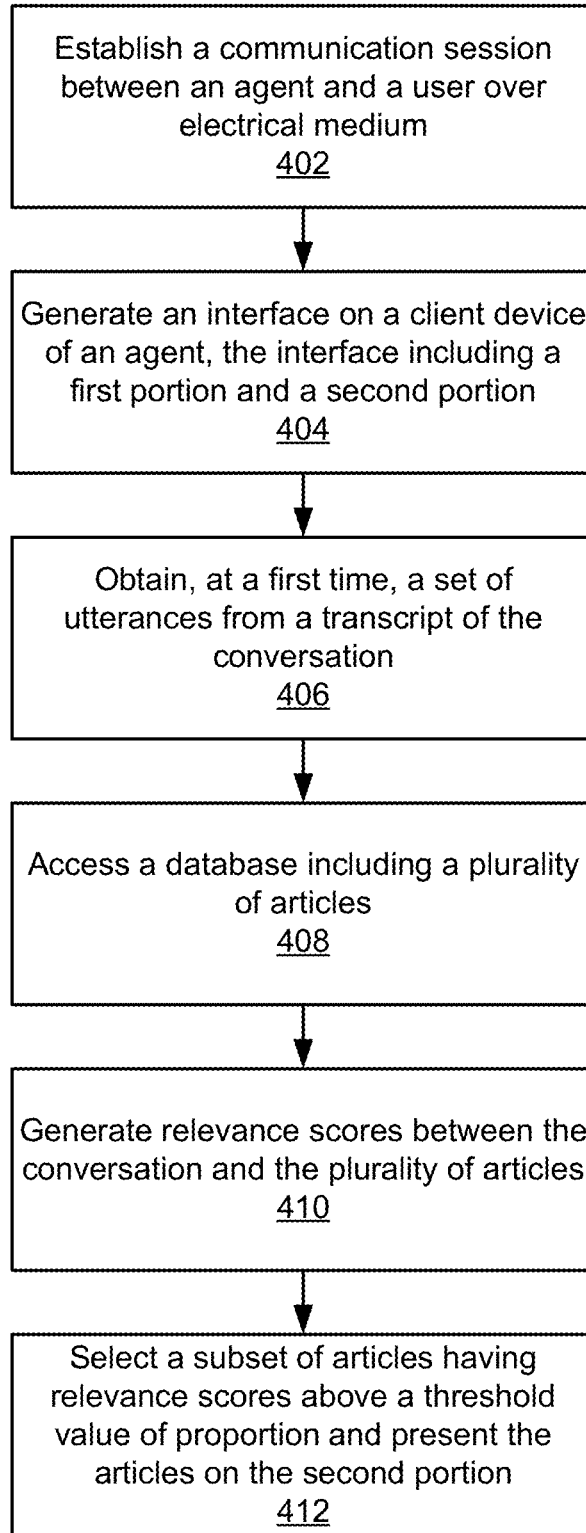 Establish a communication session
between an agent and a user over
electrical medium
402
Generate an interface on a client device
of an agent, the interface including a
first portion and a second portion
404
Obtain, at a first time, a set of
utterances from a transcript of the
conversation
406
Access a database including a plurality
of articles
408
Generate relevance scores between the
conversation and the plurality of articles
410
Select a subset of articles having
relevance scores above a threshold
value of proportion and present the
articles on the second portion
412